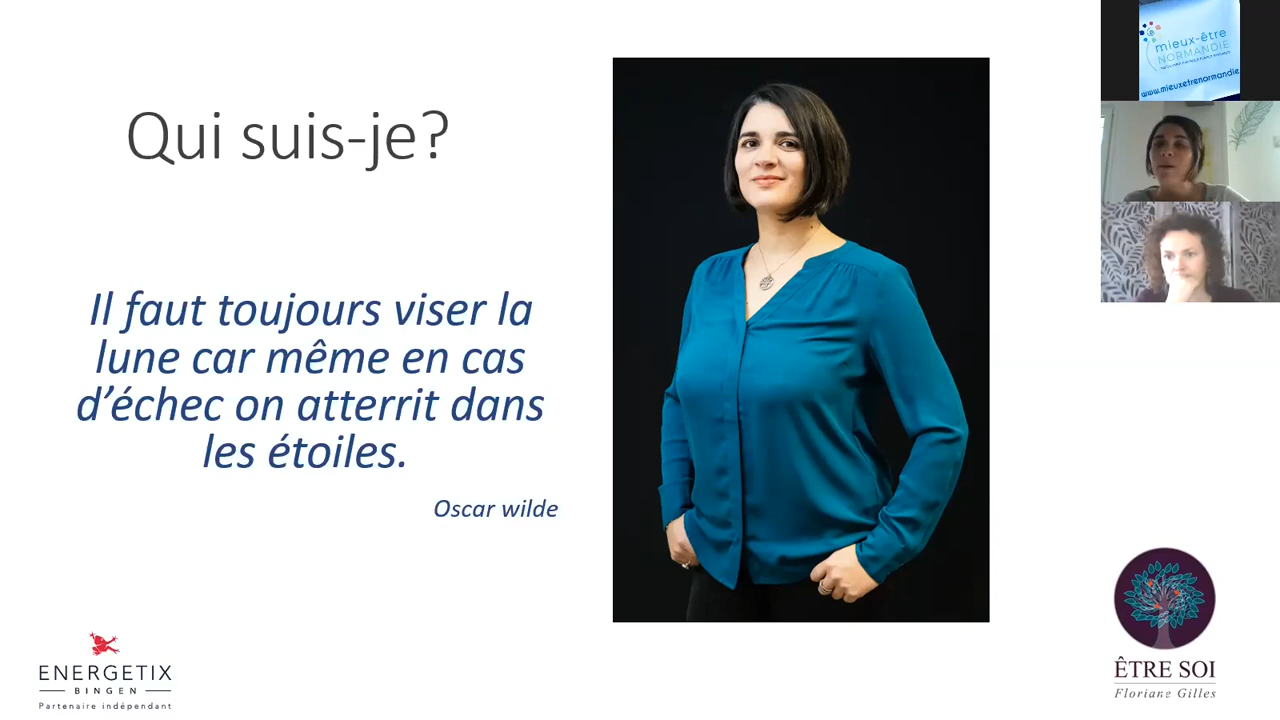 Qui suis-je?
Il faut toujours viser la
lune car même en cas
d’échec on atterrit dans
les étoiles.
Oscar wilde
ENERGETIX
BINGEN
Partenaire indépendant
mieux-être
NORMANDIE
www.mieuxetrenormandie
ÊTRE SOI
Floriane Gilles